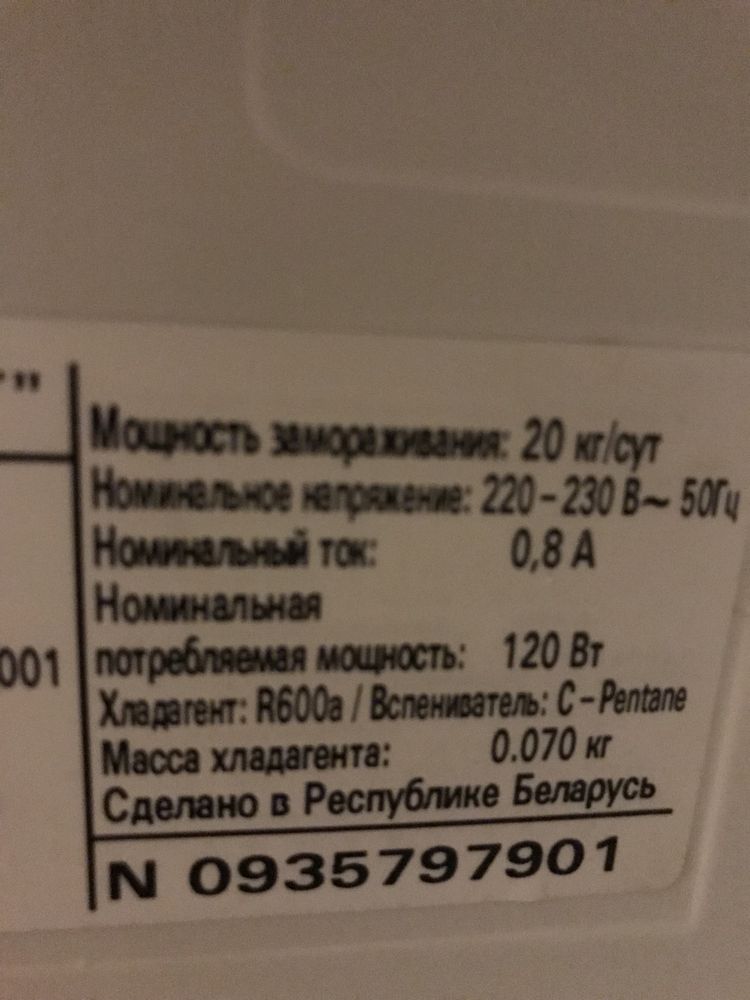 "
Мощность замораживания: 20 кг/сут
Номинальное напряжение: 220-230 В~ 50Гц
Номинальный ток: 0,8 А
Номинальная
потребляемая мощность: 120 Вт
001
Хладагент: R600a / Вспениватель: C-Pentane
Масса хладагента: 0.070 кг
Сделано в Республике Беларусь
N 0935797901